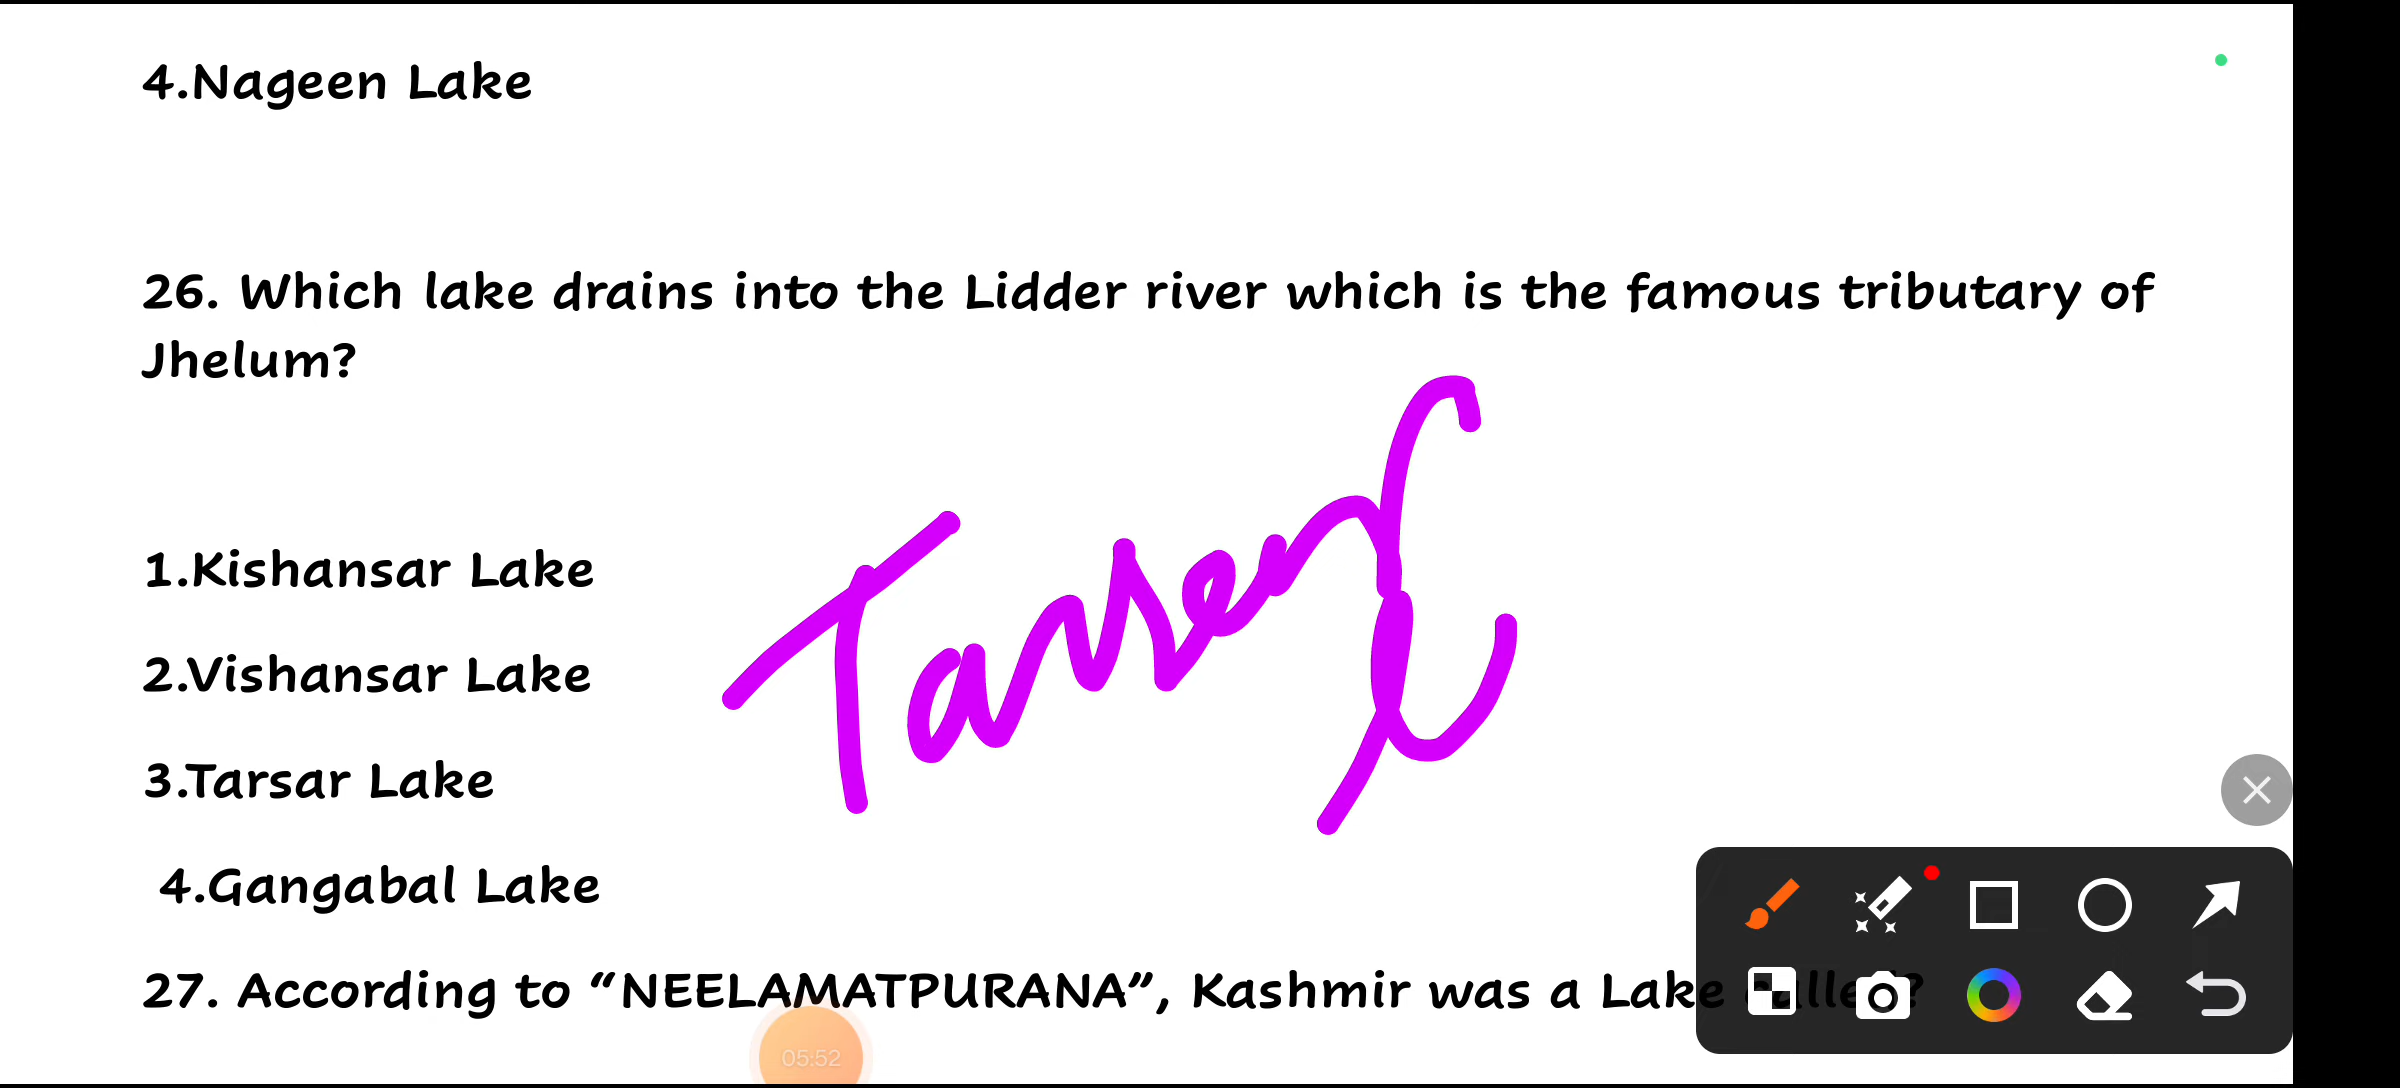 4.Nageen Lake
26. Which lake drains into the Lidder river which is the famous tributary of
Jhelum?
1.Kishansar Lake
2.Vishansar Lake
3.Tarsar Lake
4.Gangabal Lake
27. According to “NEELAMATPURANA”, Kashmir was a Lake
05:52